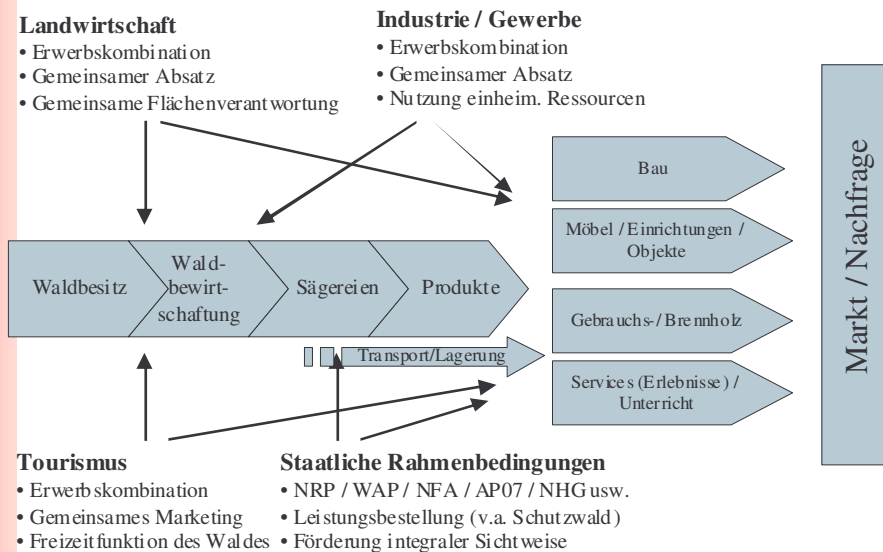 Landwirtschaft
• Erwerbskombination
• Gemeinsamer Absatz
• Gemeinsame Flächenverantwortung
Industrie / Gewerbe
• Erwerbskombination
• Gemeinsamer Absatz
• Nutzung einheim. Ressourcen
Waldbesitz
Wald-
bewirt-
schaftung
Sägereien
Produkte
Transport/Lagerung
Bau
Möbel / Einrichtungen /
Objekte
Gebrauchs-/ Brennholz
Services (Erlebnisse) /
Unterricht
Markt / Nachfrage
Tourismus
• Erwerbskombination
• Gemeinsames Marketing
• Freizeitfunktion des Waldes
Staatliche Rahmenbedingungen
• NRP / WAP / NFA / AP07 / NHG usw.
• Leistungsbestellung (v.a. Schutzwald)
• Förderung integraler Sichtweise